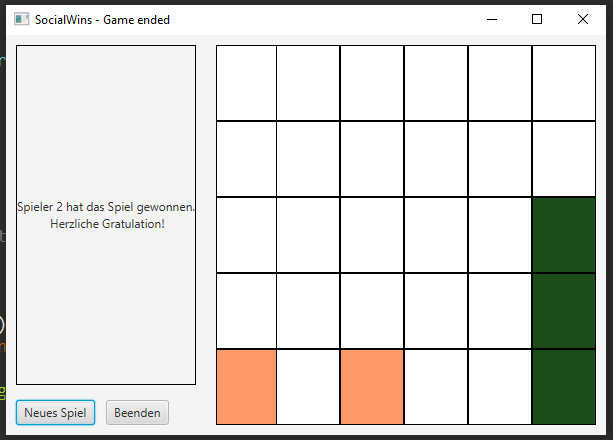 SocialWins - Game ended
Spieler 2 hat das Spiel gewonnen.
Herzliche Gratulation!
Neues Spiel
Beenden